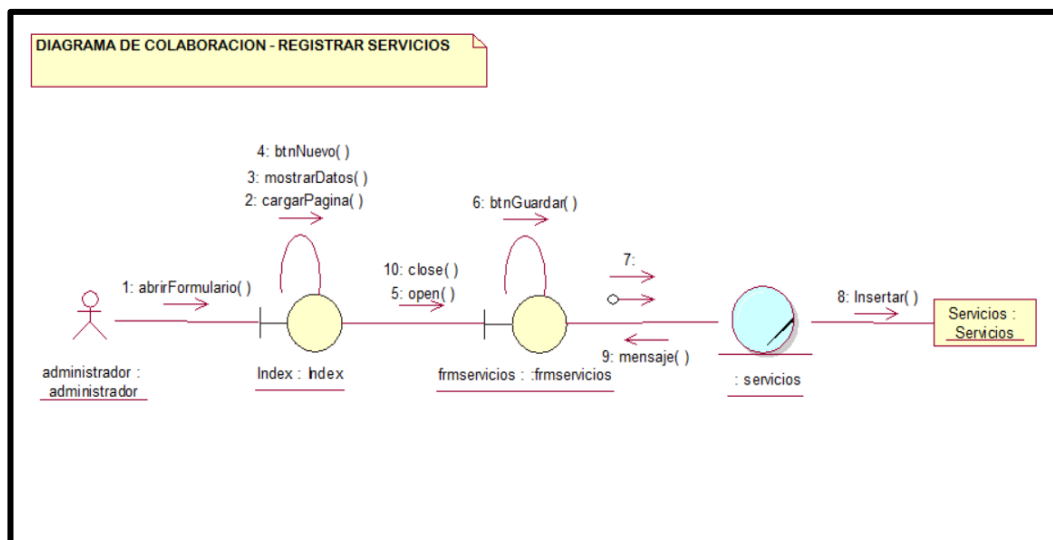 DIAGRAMA DE COLABORACION - REGISTRAR SERVICIOS
4: btnNuevo( )
3: mostrarDatos( )
2: cargarPagina( )
6: btnGuardar( )
1: abrirFormulario( )
10: close( )
5: open( )
7:
8: Insertar( )
9: mensaje( )
administrador :
administrador
Index : Index
frmservicios : :frmservicios
: servicios
Servicios :
Servicios